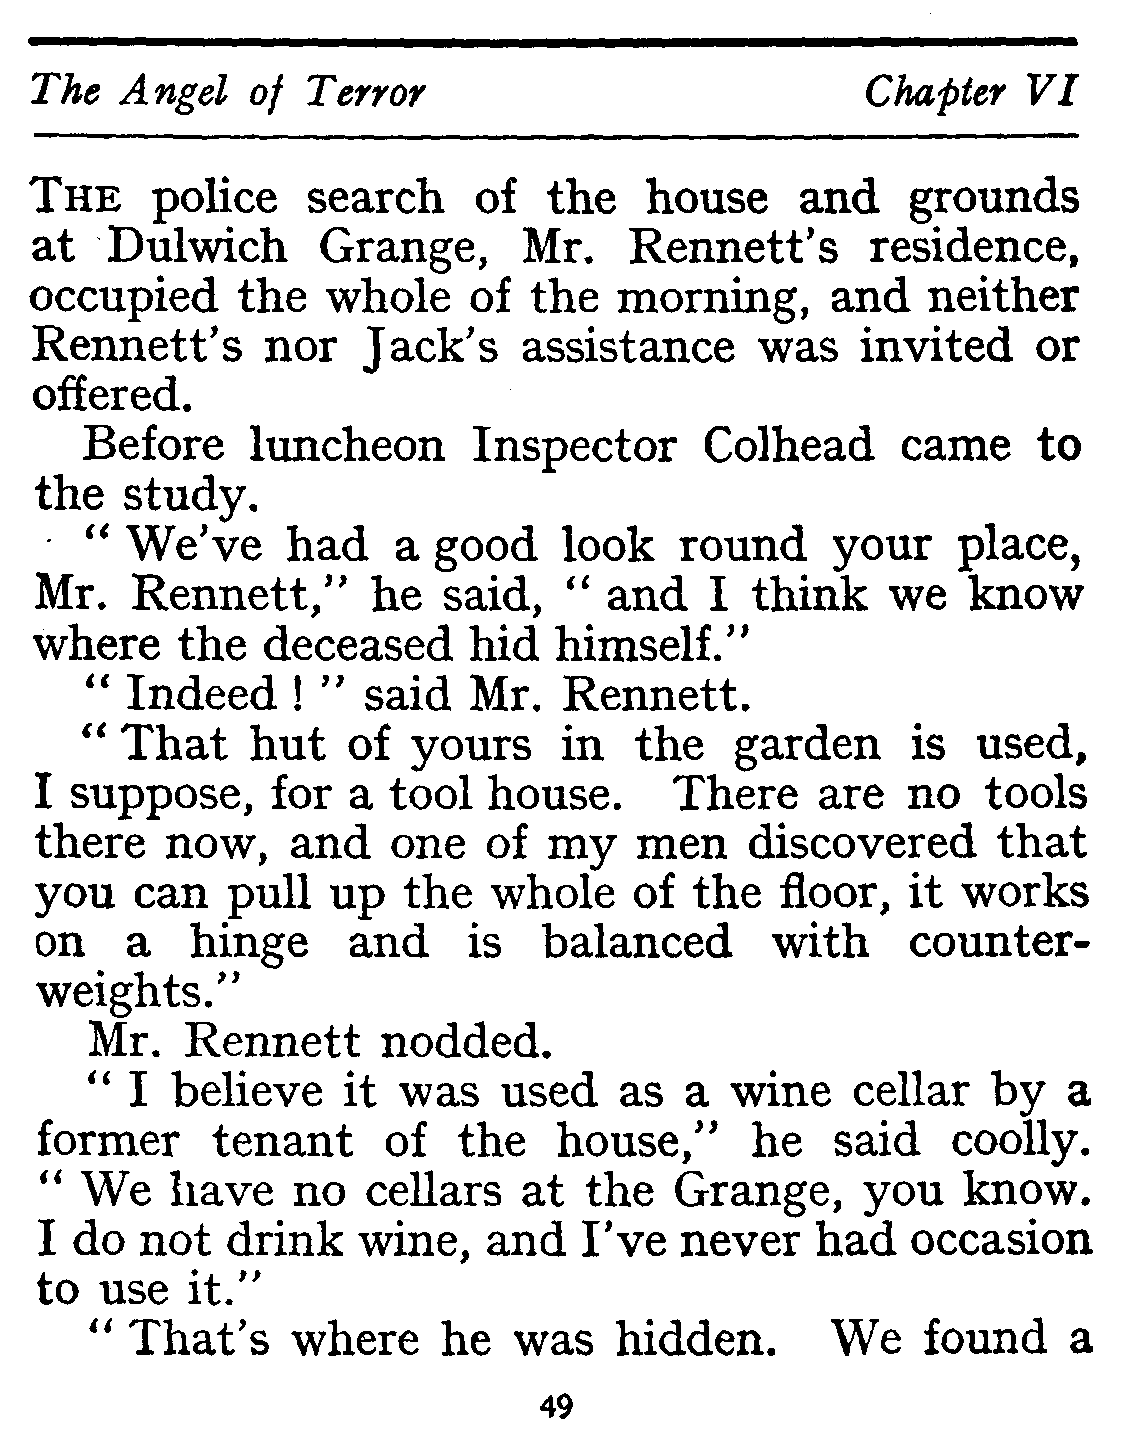 The Angel of Terror Chapter VI
THE police search of the house and grounds
at Dulwich Grange, Mr. Rennett's residence,
occupied the whole of the morning, and neither
Rennett's nor Jack's assistance was invited or
offered.
Before luncheon Inspector Colhead came to
the study.
“ We've had a good look round your place,
Mr. Rennett,” he said, “ and I think we know
where the deceased hid himself.”
“ Indeed ! ” said Mr. Rennett.
“ That hut of yours in the garden is used,
I suppose, for a tool house. There are no tools
there now, and one of my men discovered that
you can pull up the whole of the floor, it works
on a hinge and is balanced with counter-
weights.”
Mr. Rennett nodded.
“ I believe it was used as a wine cellar by a
former tenant of the house,” he said coolly.
“ We have no cellars at the Grange, you know.
I do not drink wine, and I've never had occasion
to use it.”
“ That's where he was hidden. We found a
49